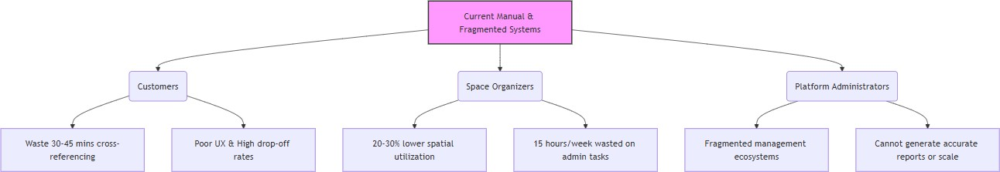 Current Manual &
Fragmented Systems
Customers
Space Organizers
Platform Administrators
Waste 30-45 mins cross-
referencing
Poor UX & High drop-off
rates
20-30% lower spatial
utilization
15 hours/week wasted on
admin tasks
Fragmented management
ecosystems
Cannot generate accurate
reports or scale